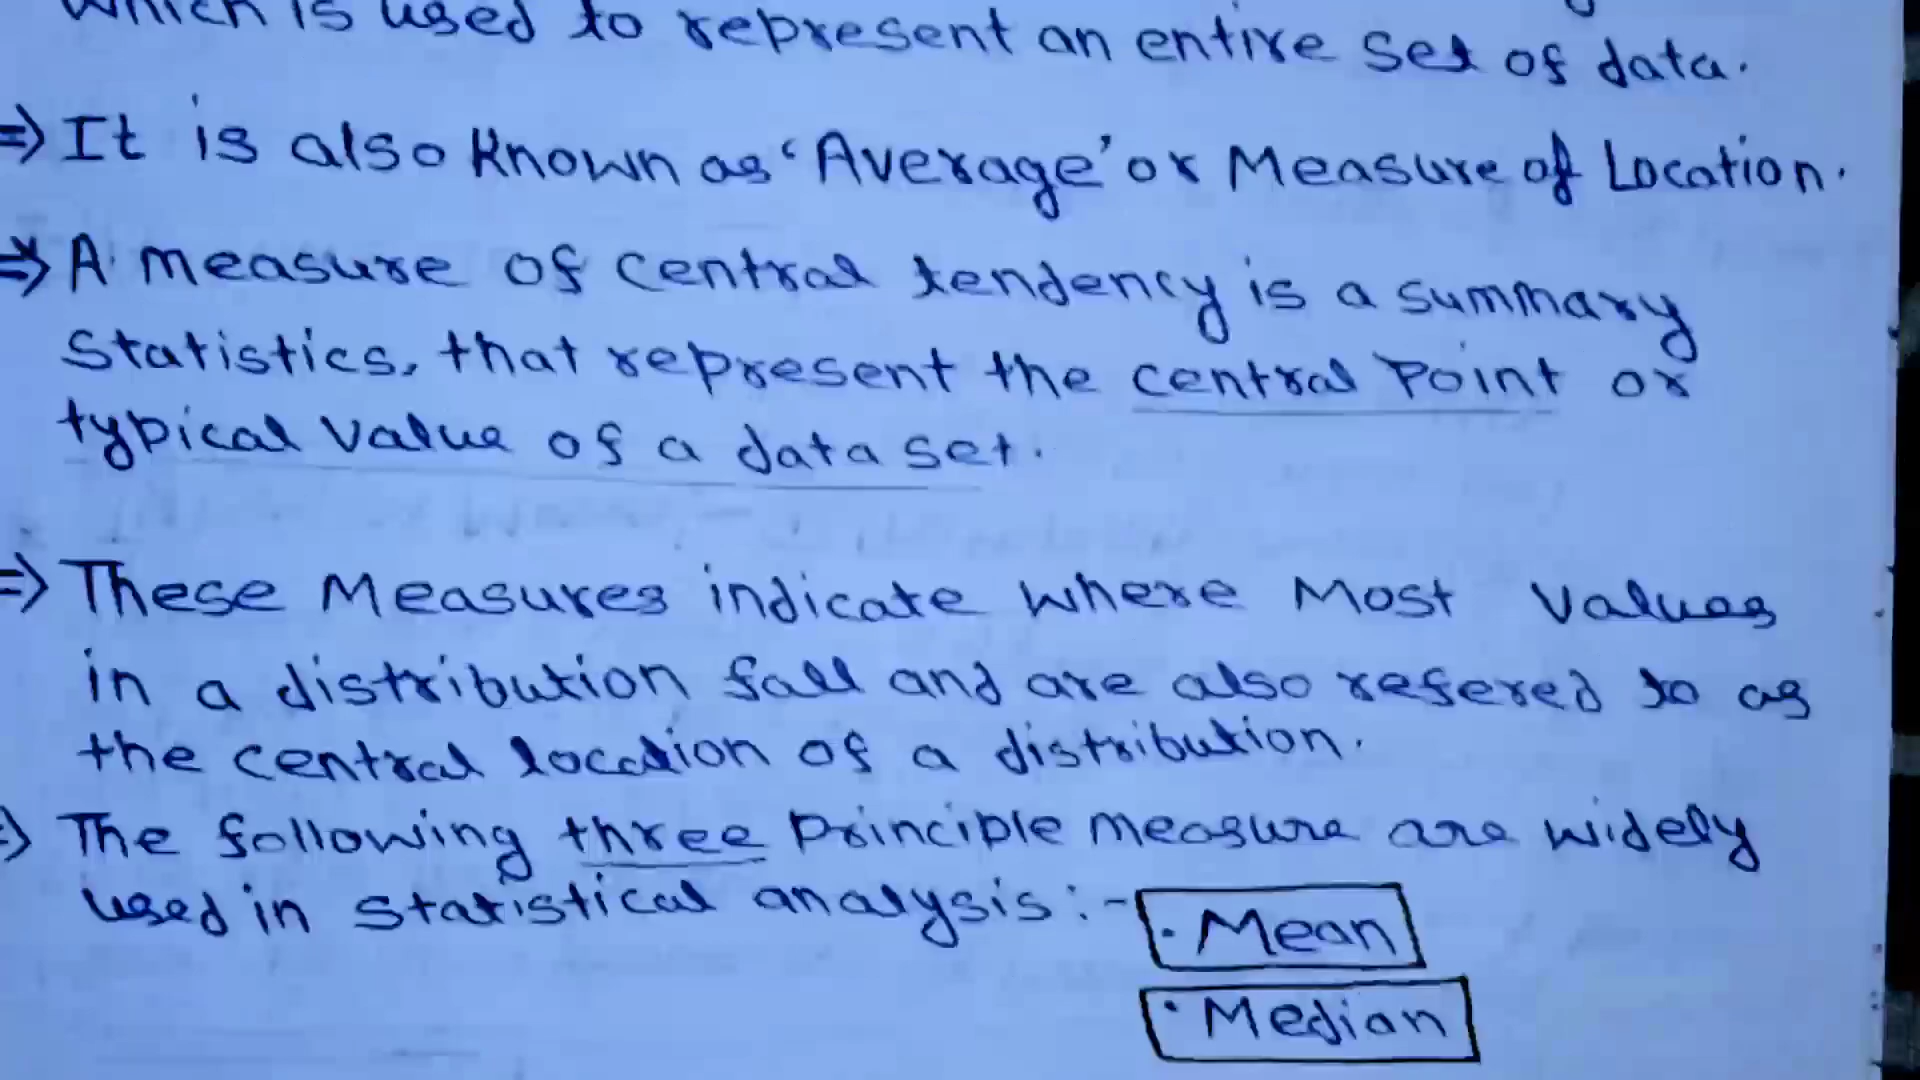 which is used to represent an entire set of data.
=> It is also known as 'Average' or Measure of Location.
=> A measure of central tendency is a summary
statistics, that represent the central Point or
typical value of a data set.
=> These Measures indicate where Most values
in a distribution fall and are also refered to as
the central location of a distribution.
=> The following three principle measure are widely
used in statistical analysis:-
· Mean
· Median